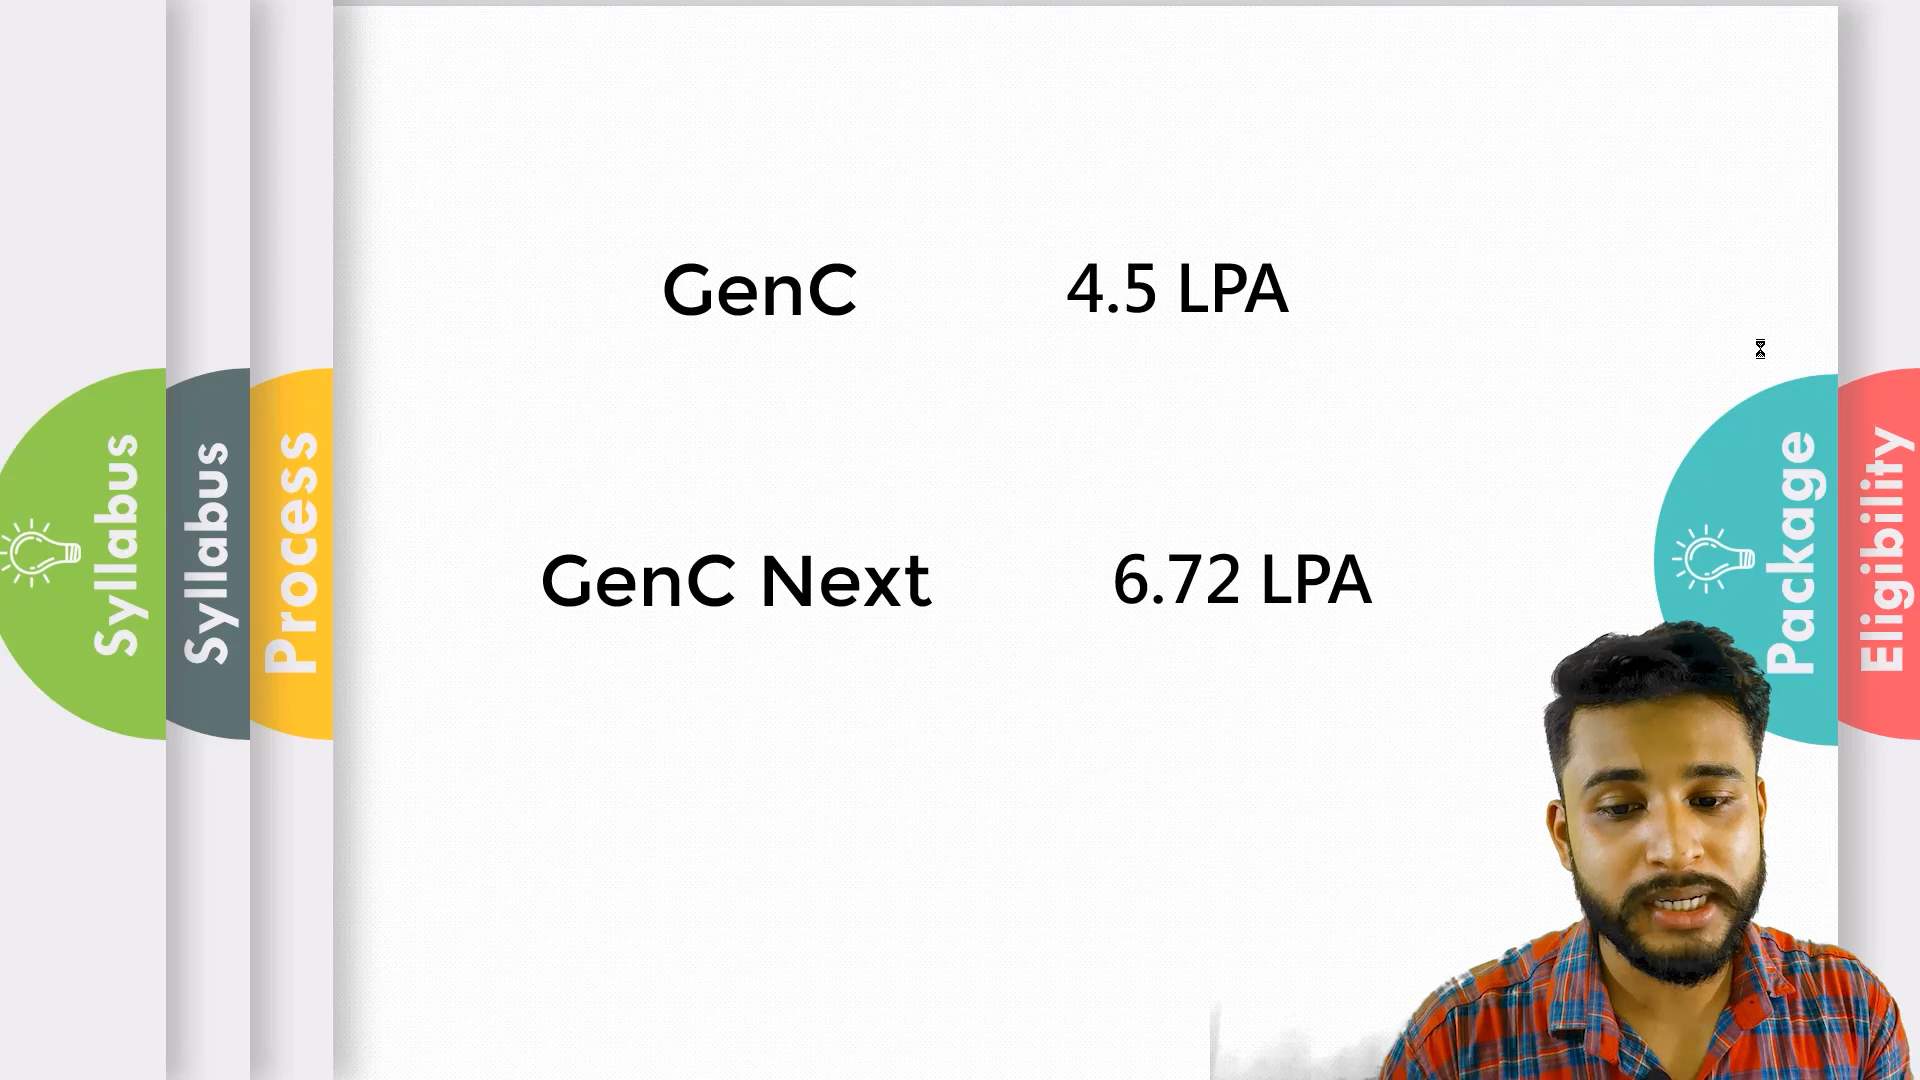 GenC 4.5 LPA
GenC Next 6.72 LPA
Syllabus
Syllabus
Process
Package
Eligibility